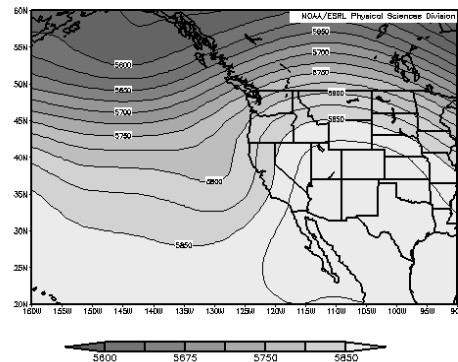 NOAA/ESRL Physical Sciences Division
60N
55N
50N
45N
40N
35N
30N
25N
20N
5600
5650
5700
5750
5800
5850
5650
5700
5750
5800
5850
160W
155W
150W
145W
140W
135W
130W
125W
120W
115W
110W
105W
100W
95W
90W
5600 5675 5750 5850